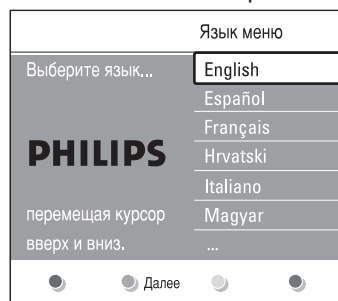 Язык меню
Выберите язык...
English
Español
Français
PHILIPS
Hrvatski
Italiano
перемещая курсор
Magyar
вверх и вниз.
...
Далее